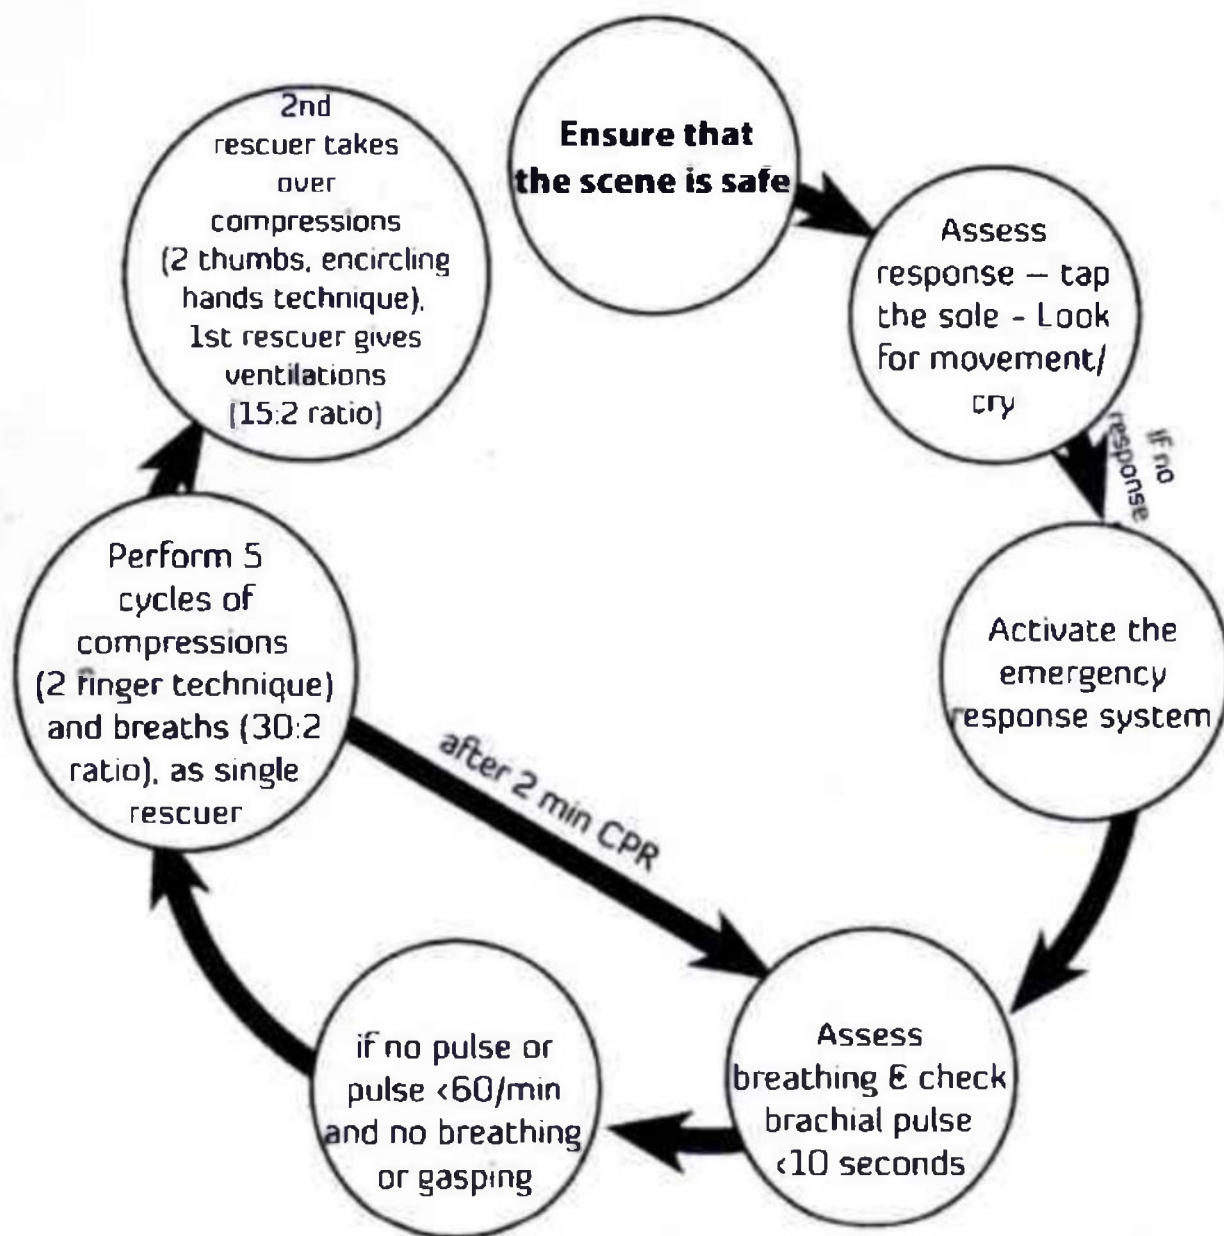 Ensure that
the scene is safe
Assess
response – tap
the sole - Look
for movement/
cry
if no
response
Activate the
emergency
response system
Assess
breathing & check
brachial pulse
<10 seconds
if no pulse or
pulse <60/min
and no breathing
or gasping
Perform 5
cycles of
compressions
(2 finger technique)
and breaths (30:2
ratio), as single
rescuer
after 2 min CPR
2nd
rescuer takes
over
compressions
(2 thumbs, encircling
hands technique),
1st rescuer gives
ventilations
(15:2 ratio)